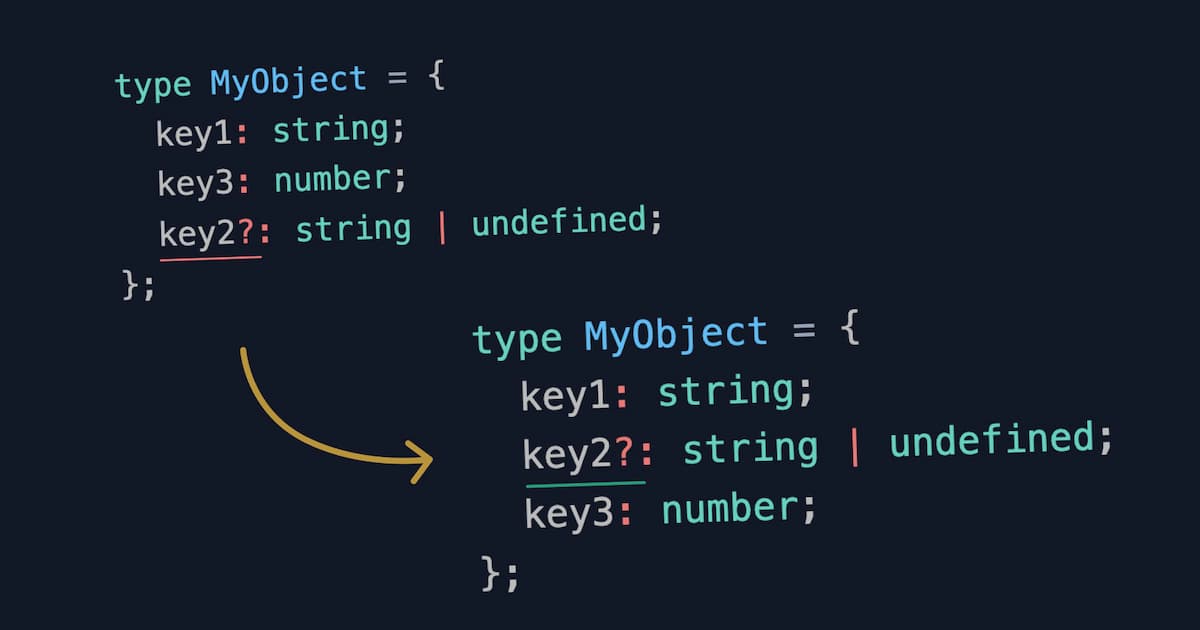 type MyObject = {
key1: string;
key3: number;
key2?: string | undefined;
};
type MyObject = {
key1: string;
key2?: string | undefined;
key3: number;
};